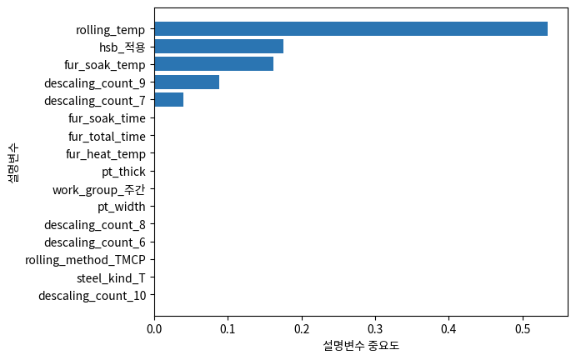 rolling_temp
hsb_적용
fur_soak_temp
descaling_count_9
descaling_count_7
fur_soak_time
fur_total_time
fur_heat_temp
pt_thick
work_group_주간
pt_width
descaling_count_8
descaling_count_6
rolling_method_TMCP
steel_kind_T
descaling_count_10
설명변수
0.0 0.1 0.2 0.3 0.4 0.5
설명변수 중요도